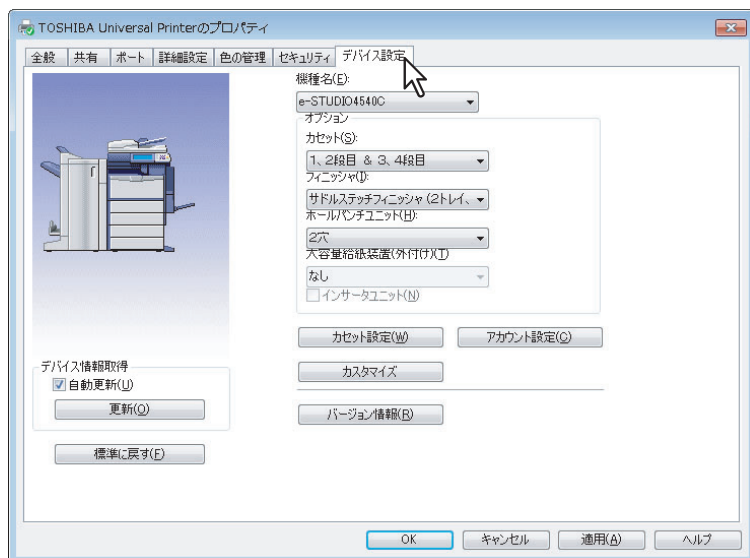 TOSHIBA Universal Printerのプロパティ
全般 共有 ポート 詳細設定 色の管理 セキュリティ デバイス設定
機種名(E):
e-STUDIO4540C
オプション
カセット(S):
1、2段目 & 3、4段目
フィニッシャ(I):
サドルステッチフィニッシャ (2トレイ、
ホールパンチユニット(H):
2穴
大容量給紙装置(外付け)(T)
なし
インサータユニット(N)
カセット設定(W) アカウント設定(C)
デバイス情報取得
自動更新(U)
カスタマイズ
更新(O)
バージョン情報(R)
標準に戻す(F)
OK キャンセル 適用(A) ヘルプ